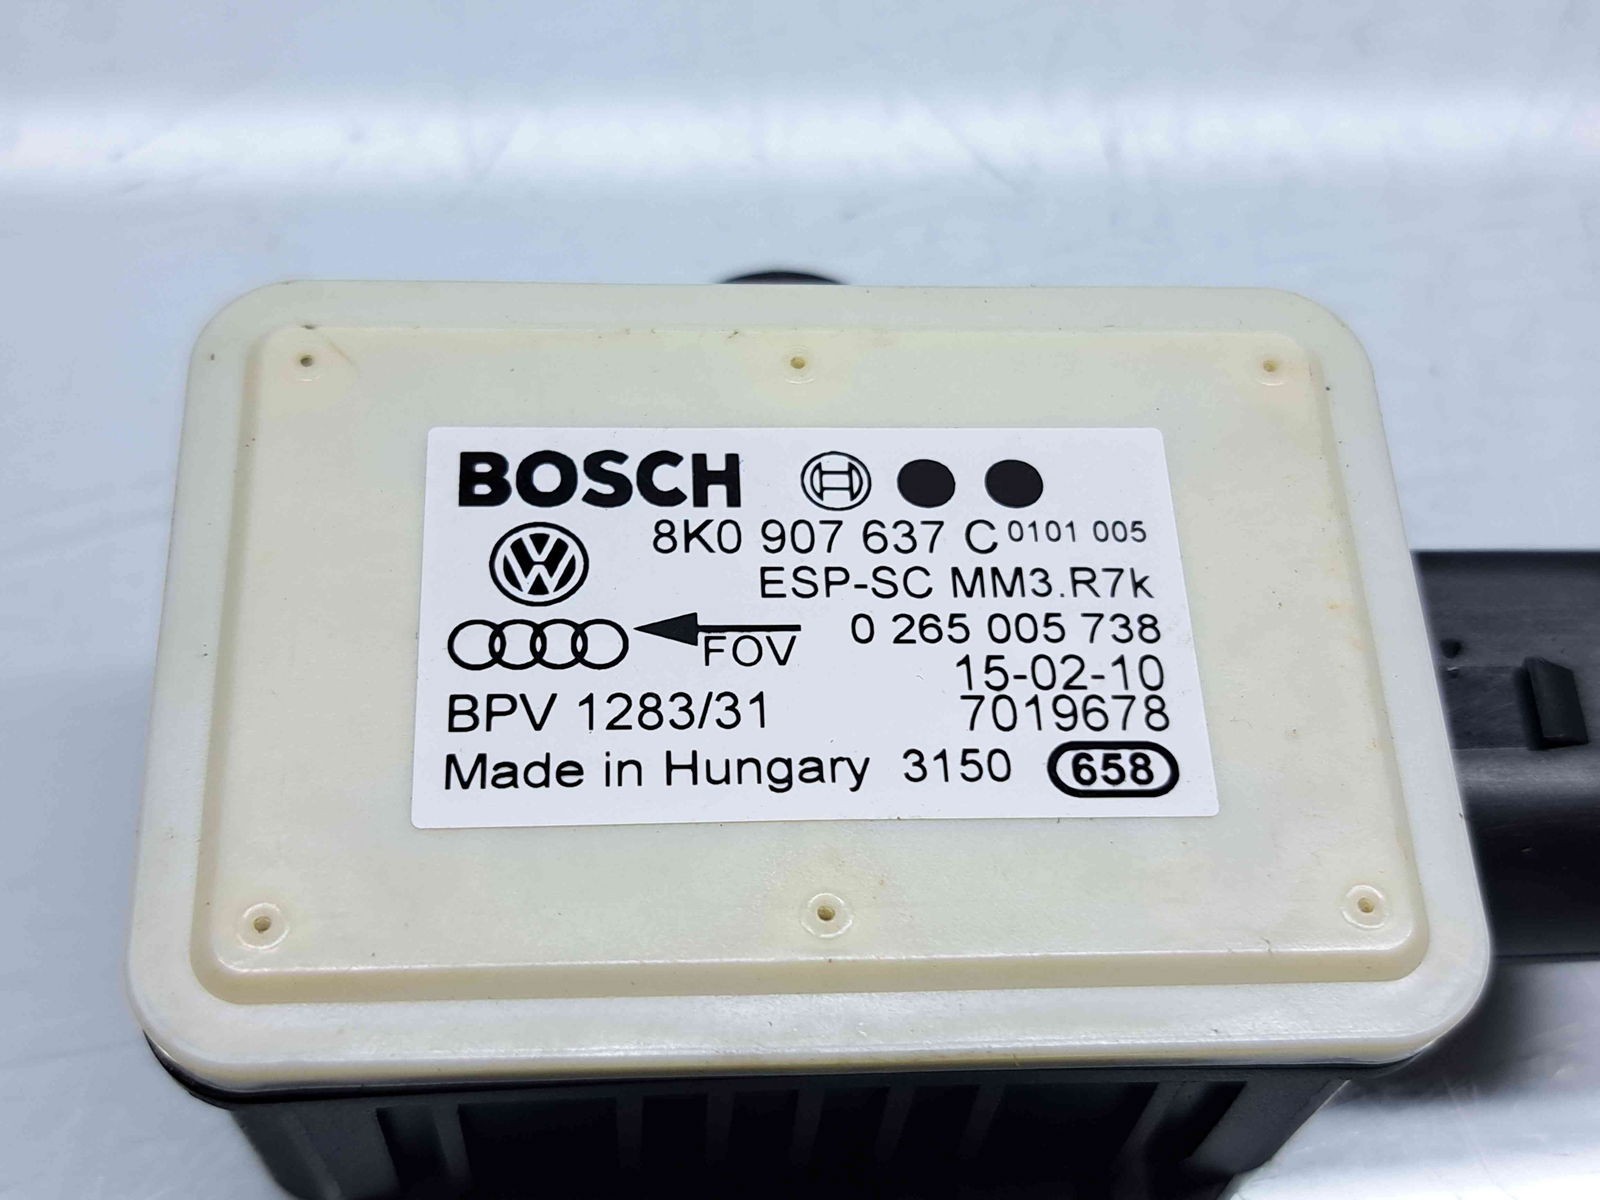 BOSCH
8K0 907 637 C 0101 005
ESP-SC MM3.R7k
FOV 0 265 005 738
15-02-10
BPV 1283/31 7019678
Made in Hungary 3150 658